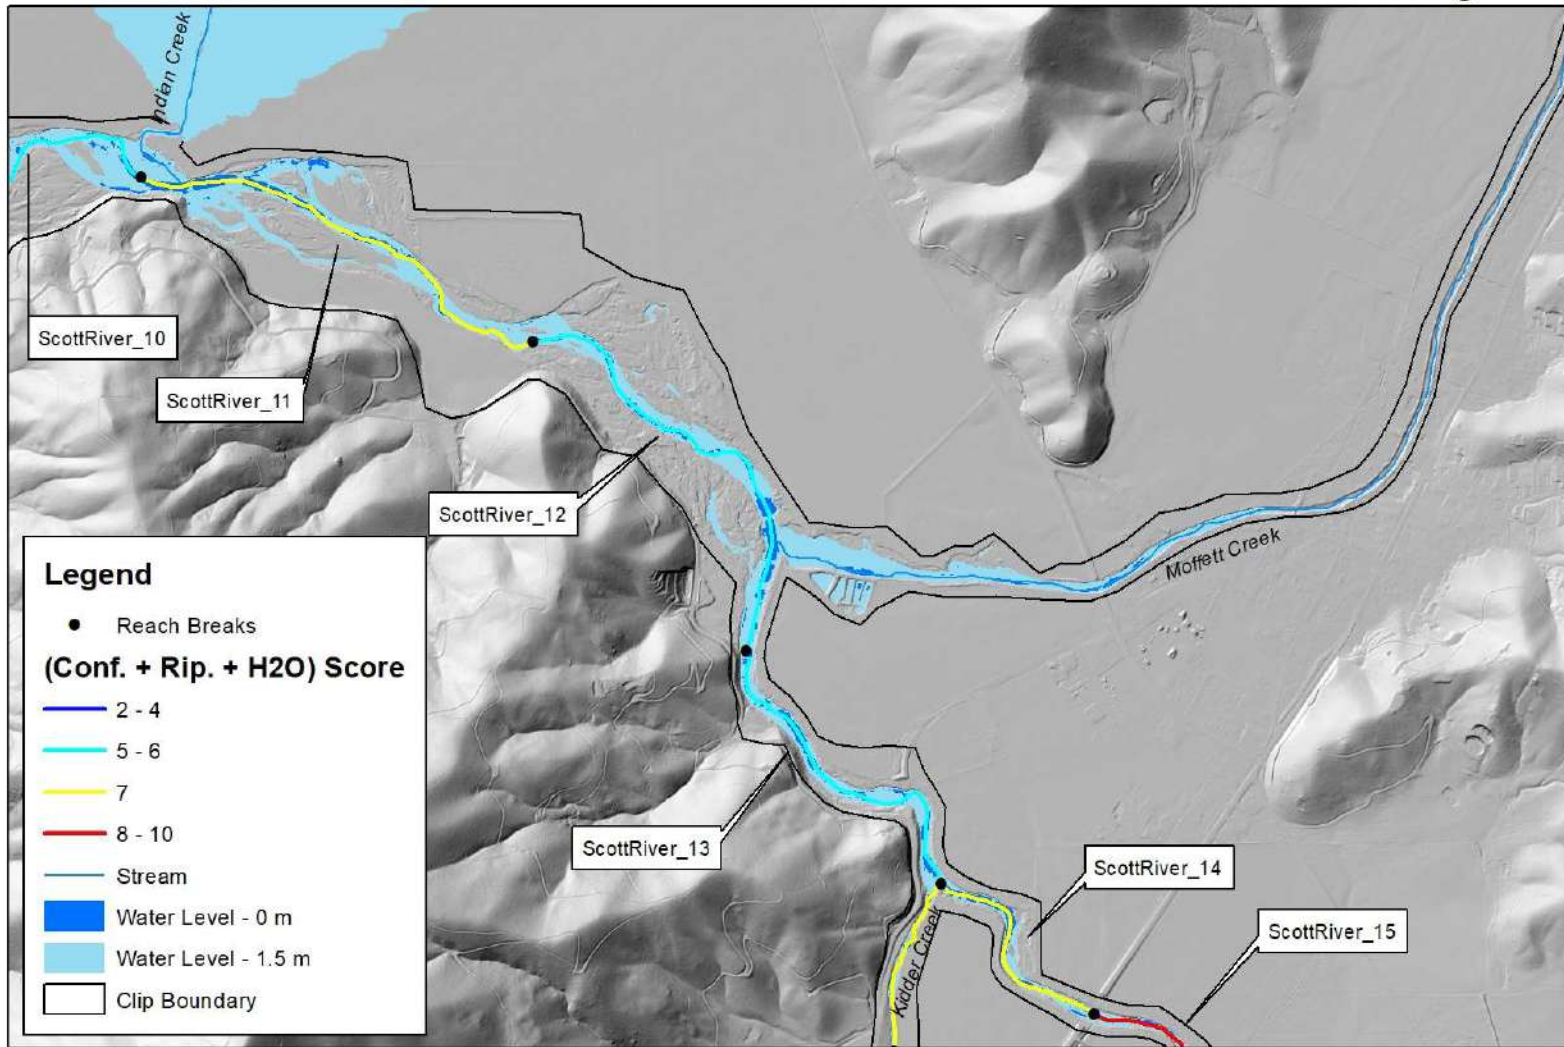 Indian Creek
ScottRiver_10
ScottRiver_11
ScottRiver_12
Moffett Creek
ScottRiver_13
ScottRiver_14
ScottRiver_15
Kidder Creek
Legend
Reach Breaks
(Conf. + Rip. + H2O) Score
2 - 4
5 - 6
7
8 - 10
Stream
Water Level - 0 m
Water Level - 1.5 m
Clip Boundary